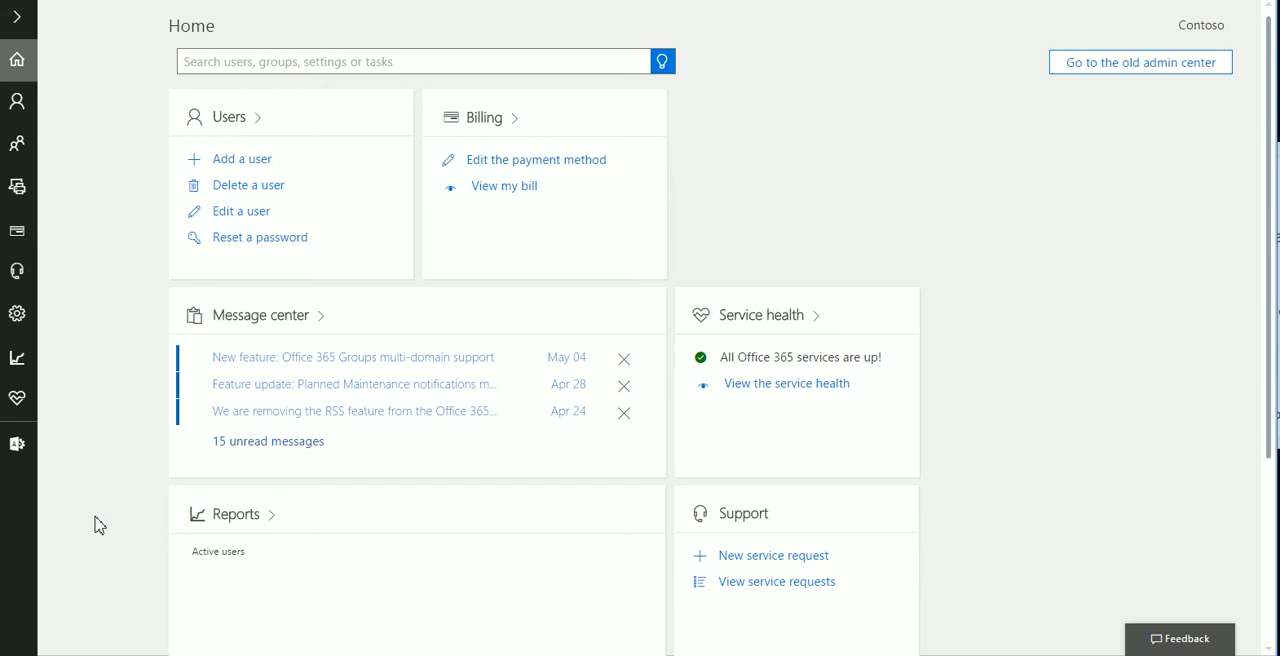 Home
Contoso
Search users, groups, settings or tasks
Go to the old admin center
Users
Add a user
Delete a user
Edit a user
Reset a password
Billing
Edit the payment method
View my bill
Message center
New feature: Office 365 Groups multi-domain support May 04
Feature update: Planned Maintenance notifications m... Apr 28
We are removing the RSS feature from the Office 365... Apr 24
15 unread messages
Service health
All Office 365 services are up!
View the service health
Reports
Active users
Support
New service request
View service requests
Feedback